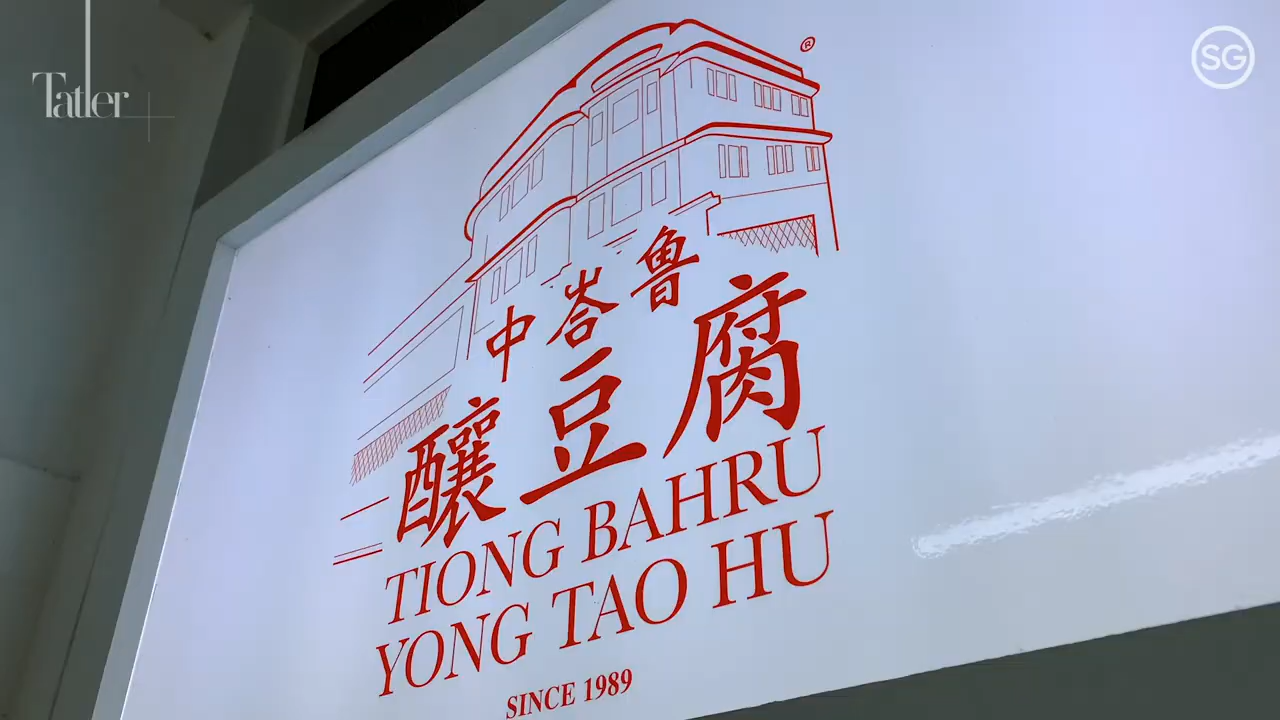 Tatler
SG
®
中峇魯
釀豆腐
TIONG BAHRU
YONG TAO HU
SINCE 1989